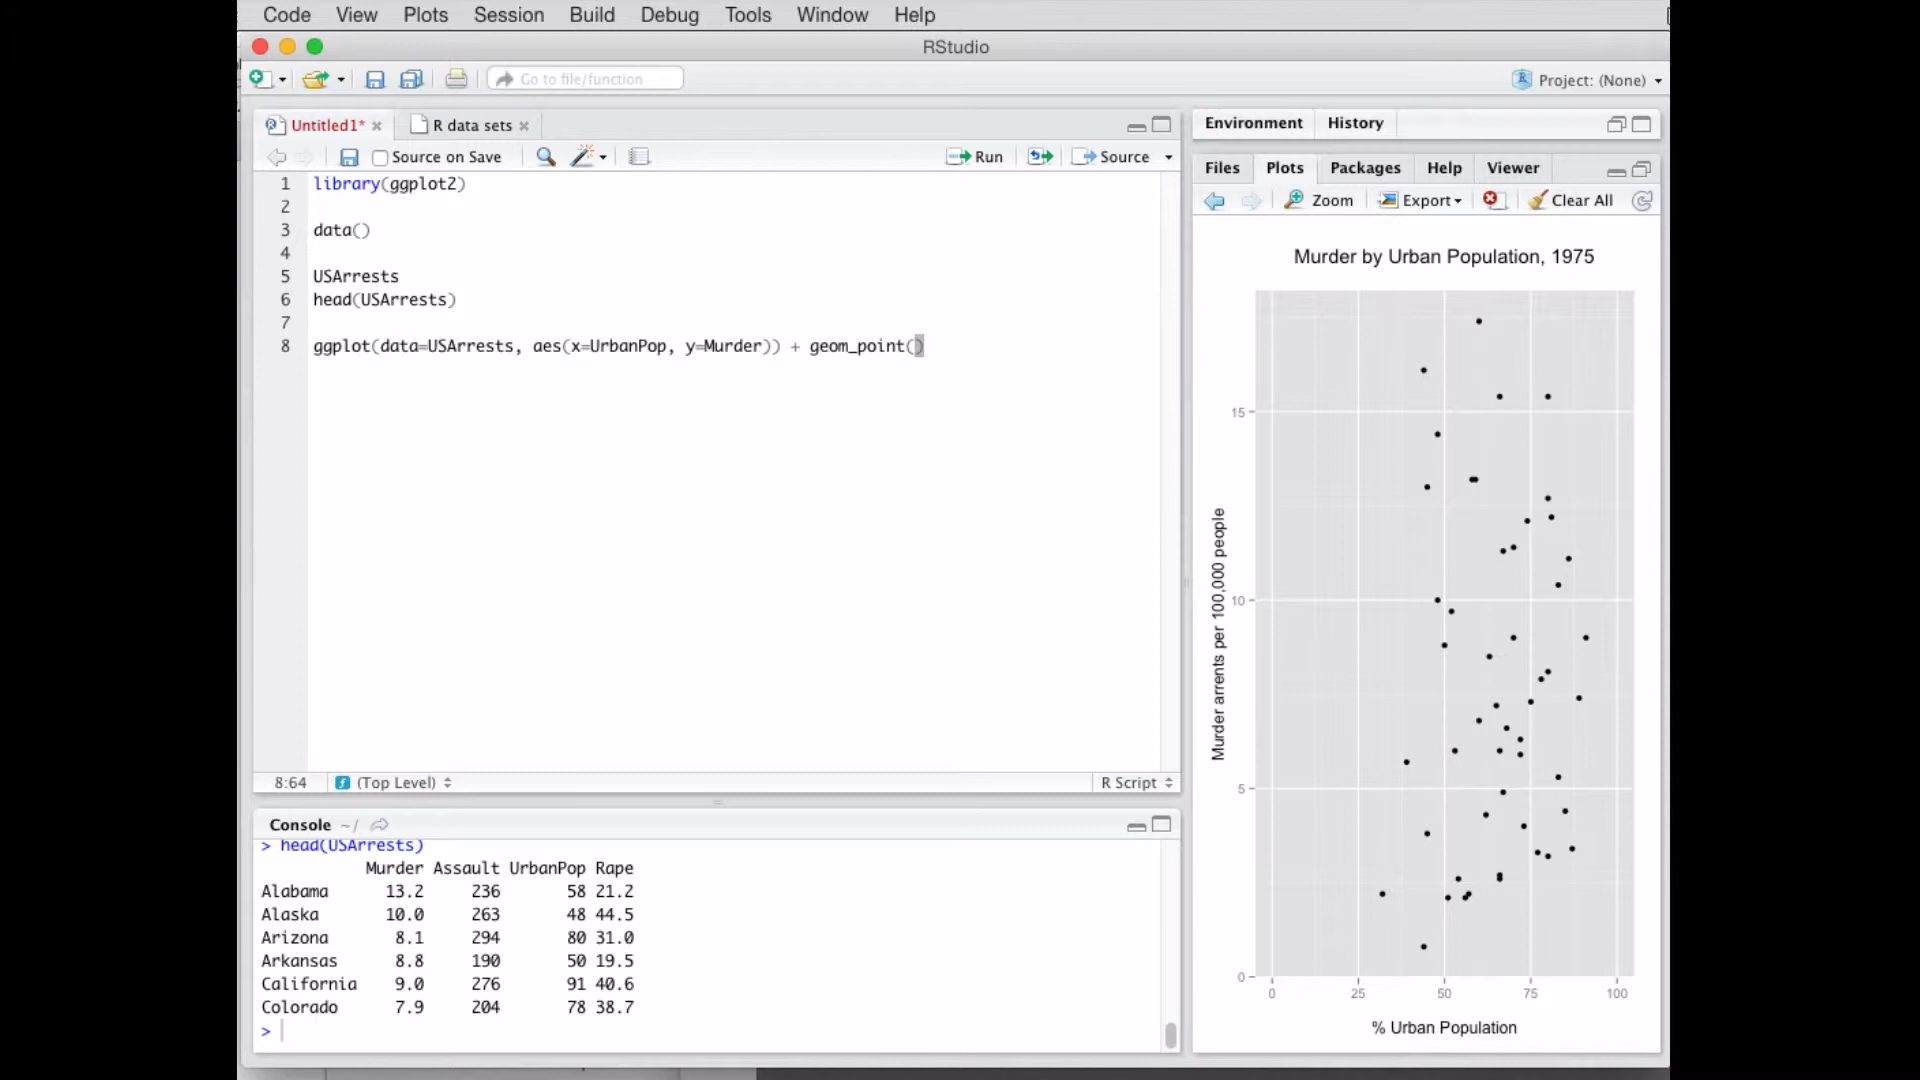 Code View Plots Session Build Debug Tools Window Help
RStudio
Go to file/function
Project: (None)
Untitled1*
R data sets
Source on Save
Run
Source
1 library(ggplot2)
2
3 data()
4
5 USArrests
6 head(USArrests)
7
8 ggplot(data=USArrests, aes(x=UrbanPop, y=Murder)) + geom_point()
8:64
(Top Level)
R Script
Console ~/
> head(USArrests)
Murder Assault UrbanPop Rape
Alabama 13.2 236 58 21.2
Alaska 10.0 263 48 44.5
Arizona 8.1 294 80 31.0
Arkansas 8.8 190 50 19.5
California 9.0 276 91 40.6
Colorado 7.9 204 78 38.7
>
Environment History
Files Plots Packages Help Viewer
Zoom Export Clear All
Murder by Urban Population, 1975
Murder arrents per 100,000 people
15
10
5
0
0 25 50 75 100
% Urban Population